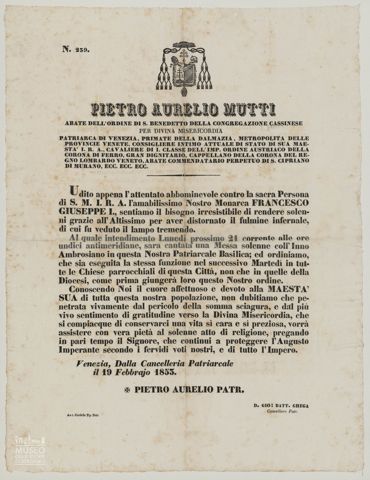 N. 239.
PIETRO AURELIO MUTTI
ABATE DELL'ORDINE DI S. BENEDETTO DELLA CONGREGAZIONE CASSINESE
PER DIVINA MISERICORDIA
PATRIARCA DI VENEZIA, PRIMATE DELLA DALMAZIA, METROPOLITA DELLE
PROVINCIE VENETE, CONSIGLIERE INTIMO ATTUALE DI STATO DI SUA MAE-
STA' I. R. A., CAVALIERE DI I. CLASSE DELL'IMP. ORDINE AUSTRIACO DELLA
CORONA DI FERRO, GRAN DIGNITARIO, CAPPELLANO DELLA CORONA DEL RE-
GNO LOMBARDO VENETO, ABATE COMMENDATARIO PERPETUO DI S. CIPRIANO
DI MURANO, ECC. ECC. ECC.
Udito appena l'attentato abbominevole contro la sacra Persona
di S. M. I. R. A. l'amabilissimo Nostro Monarca FRANCESCO
GIUSEPPE I., sentiamo il bisogno irresistibile di rendere solen-
ni grazie all'Altissimo per aver distornato il fulmine infernale,
di cui fu veduto il lampo tremendo.
Al quale intendimento Lunedì prossimo 21 corrente alle ore
undici antimeridiane, sarà cantata una Messa solenne coll'Inno
Ambrosiano in questa Nostra Patriarcale Basilica; ed ordiniamo,
che sia eseguita la stessa funzione nel successivo Martedì in tut-
te le Chiese parrocchiali di questa Città, non che in quelle della
Diocesi, come prima giungerà loro questo Nostro ordine.
Conoscendo Noi il cuore affettuoso e devoto alla MAESTA'
SUA di tutta questa nostra popolazione, non dubitiamo che pe-
netrata vivamente dal pericolo della somma sciagura, e dal più
vivo sentimento di gratitudine verso la Divina Misericordia, che
si compiacque di conservarci una vita sì cara e sì preziosa, vorrà
assistere con vera pietà al solenne atto di religione, pregando
in pari tempo il Signore, che continui a proteggere l'Augusto
Imperante secondo i fervidi voti nostri, e di tutto l'Impero.
Venezia, Dalla Cancelleria Patriarcale
il 19 Febbrajo 1853.
✠ PIETRO AURELIO PATR.
D. GIO: BATT. GHEGA
Cancelliere Patr.
MUSEO